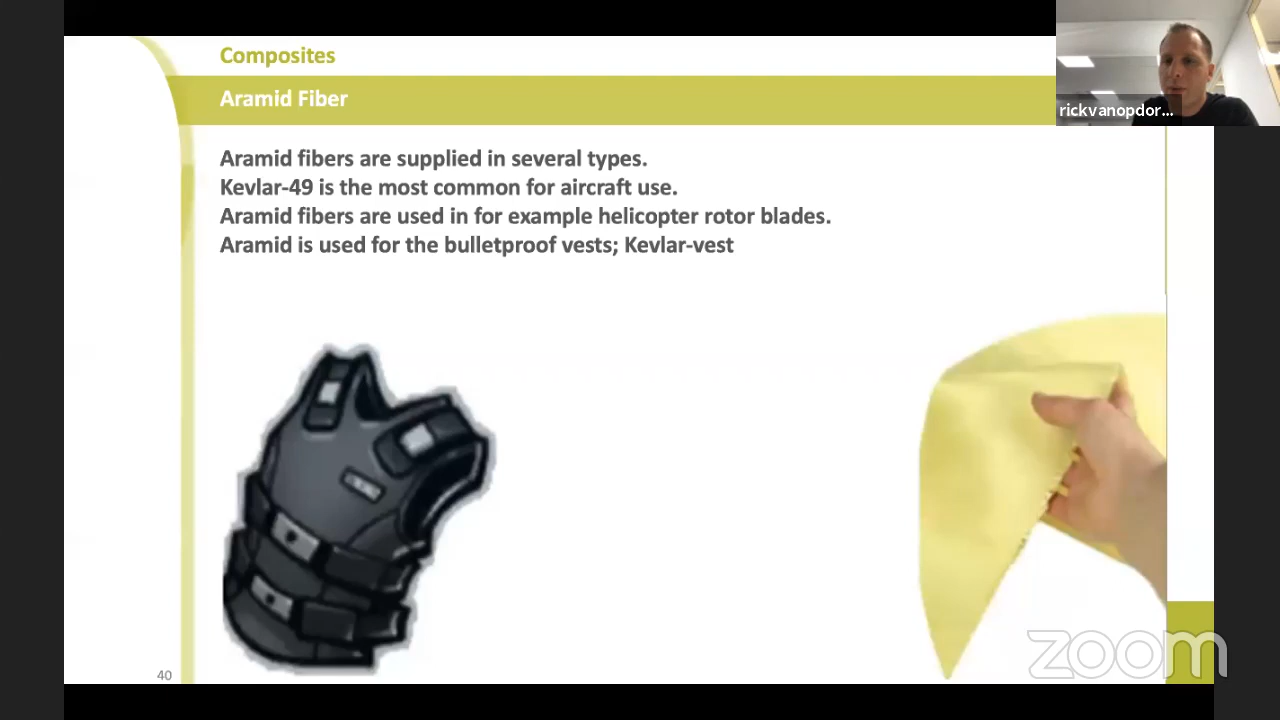 Composites
Aramid Fiber
rickvanopdor...
Aramid fibers are supplied in several types.
Kevlar-49 is the most common for aircraft use.
Aramid fibers are used in for example helicopter rotor blades.
Aramid is used for the bulletproof vests; Kevlar-vest
zoom
40